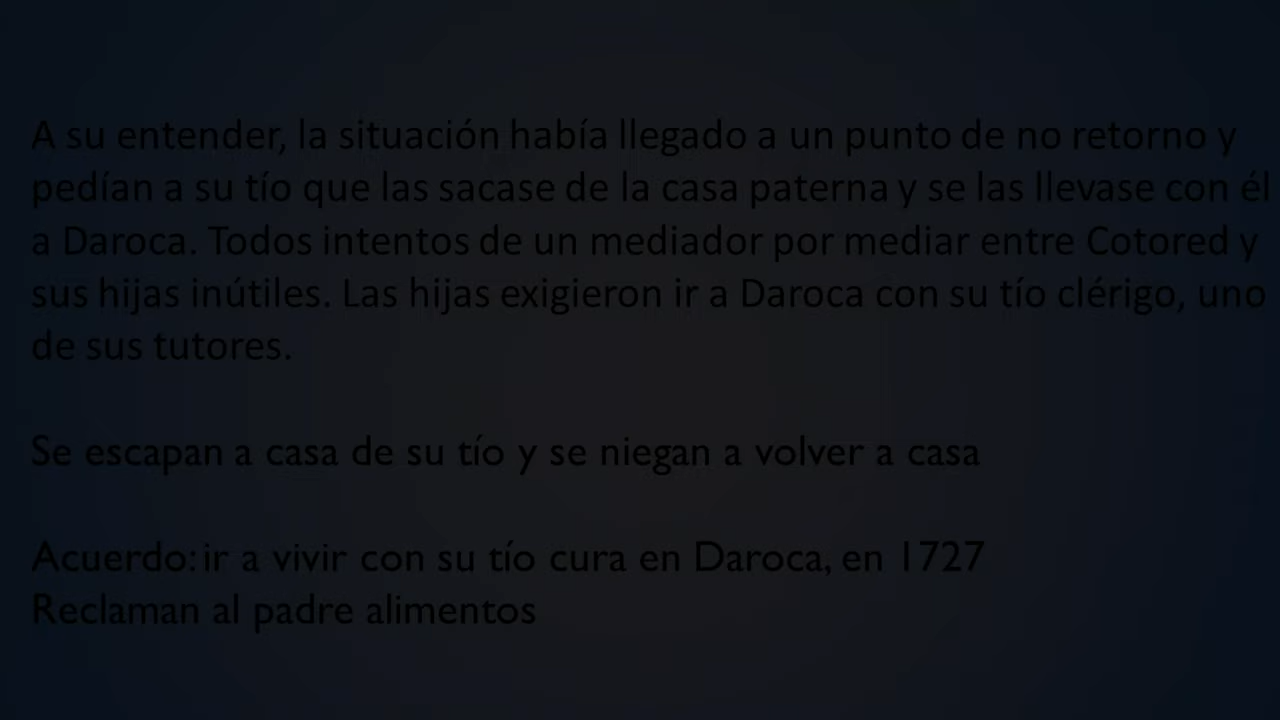 A su entender, la situación había llegado a un punto de no retorno y
pedían a su tío que las sacase de la casa paterna y se las llevase con él
a Daroca. Todos intentos de un mediador por mediar entre Cotored y
sus hijas inútiles. Las hijas exigieron ir a Daroca con su tío clérigo, uno
de sus tutores.
Se escapan a casa de su tío y se niegan a volver a casa
Acuerdo: ir a vivir con su tío cura en Daroca, en 1727
Reclaman al padre alimentos